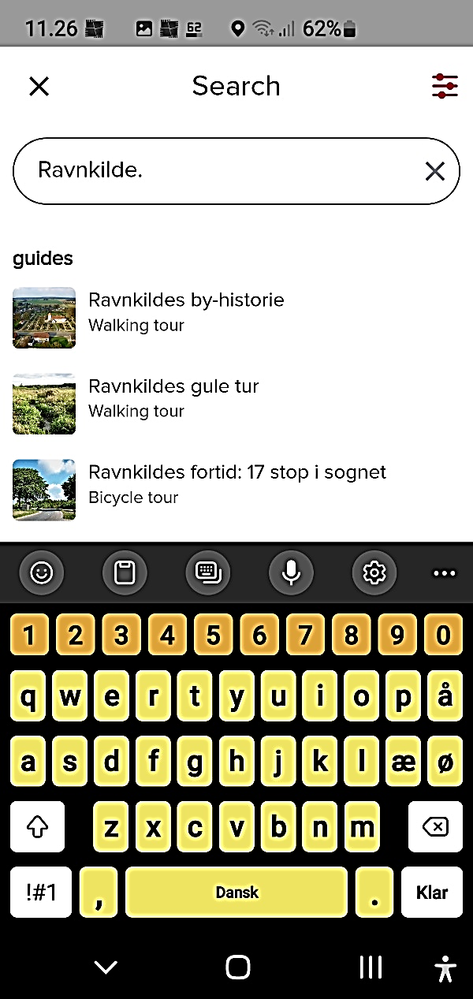 11.26 62 62%
Search
Ravnkilde.
guides
Ravnkildes by-historie
Walking tour
Ravnkildes gule tur
Walking tour
Ravnkildes fortid: 17 stop i sognet
Bicycle tour
1 2 3 4 5 6 7 8 9 0
q w e r t y u i o p å
a s d f g h j k l æ ø
z x c v b n m
!#1 , Dansk . Klar